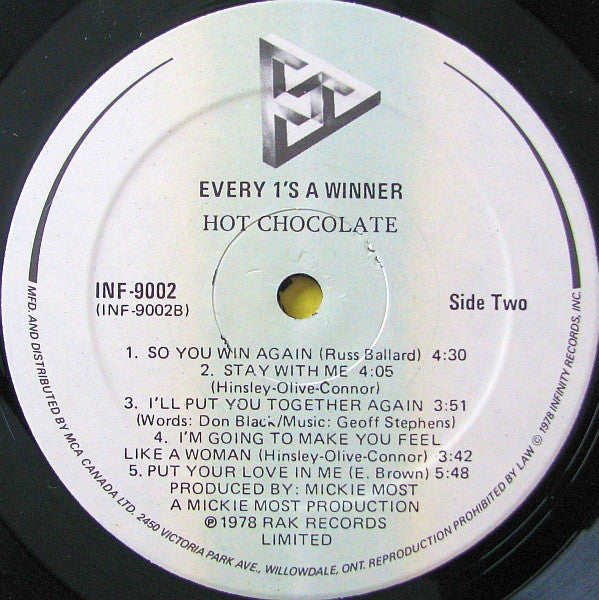 EVERY 1'S A WINNER
HOT CHOCOLATE
INF-9002
(INF-9002B)
Side Two
1. SO YOU WIN AGAIN (Russ Ballard) 4:30
2. STAY WITH ME 4:05
(Hinsley-Olive-Connor)
3. I'LL PUT YOU TOGETHER AGAIN 3:51
(Words: Don Black/Music: Geoff Stephens)
4. I'M GOING TO MAKE YOU FEEL
LIKE A WOMAN (Hinsley-Olive-Connor) 3:42
5. PUT YOUR LOVE IN ME (E. Brown) 5:48
PRODUCED BY: MICKIE MOST
A MICKIE MOST PRODUCTION
℗1978 RAK RECORDS
LIMITED
MFD. AND DISTRIBUTED BY MCA CANADA LTD. 2450 VICTORIA PARK AVE., WILLOWDALE, ONT. REPRODUCTION PROHIBITED BY LAW © 1978 INFINITY RECORDS, INC.